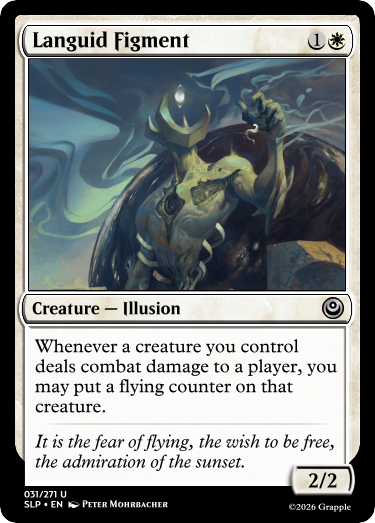 Languid Figment 1
Creature — Illusion
Whenever a creature you control
deals combat damage to a player, you
may put a flying counter on that
creature.
It is the fear of flying, the wish to be free,
the admiration of the sunset.
2/2
031/271 U
SLP • EN Peter Mohrbacher
©2026 Grapple